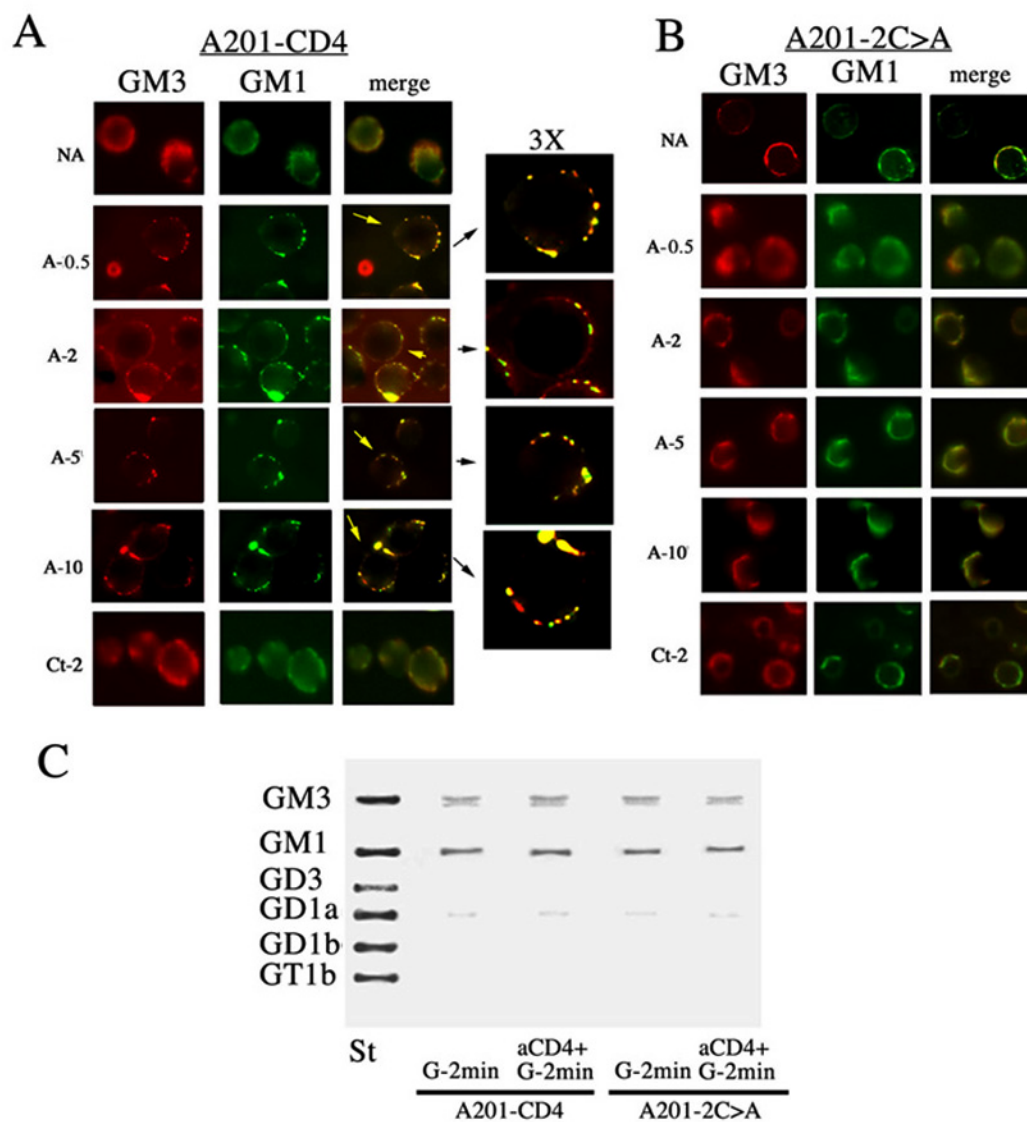 A
A201-CD4
GM3 GM1 merge
NA
3X
A-0.5
A-2
A-5
A-10
Ct-2
B
A201-2C>A
GM3 GM1 merge
NA
A-0.5
A-2
A-5
A-10
Ct-2
C
GM3
GM1
GD3
GD1a
GD1b
GT1b
St
G-2min
aCD4+
G-2min
G-2min
aCD4+
G-2min
A201-CD4
A201-2C>A